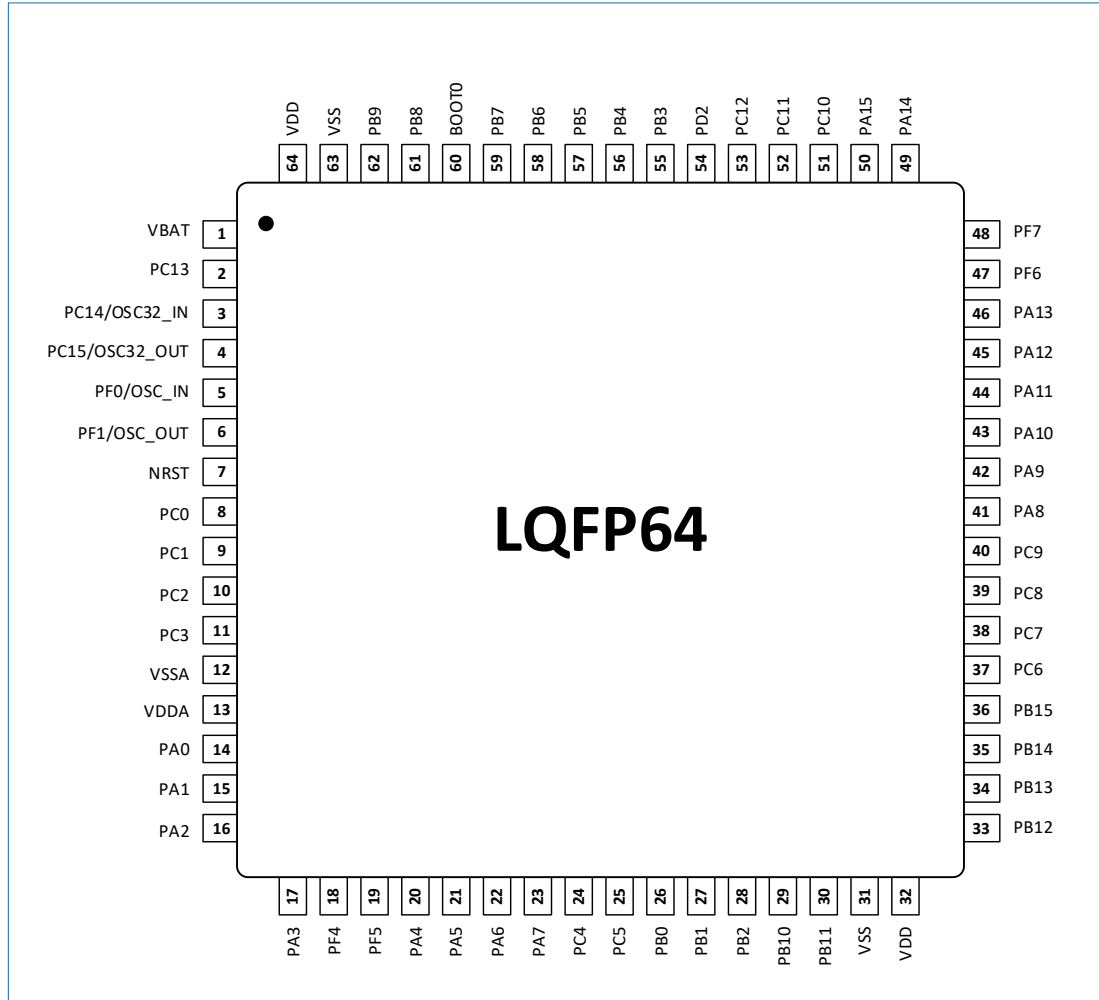 VDD VSS PB9 PB8 BOOT0 PB7 PB6 PB5 PB4 PB3 PD2 PC12 PC11 PC10 PA15 PA14
64 63 62 61 60 59 58 57 56 55 54 53 52 51 50 49
VBAT 1 48 PF7
PC13 2 47 PF6
PC14/OSC32_IN 3 46 PA13
PC15/OSC32_OUT 4 45 PA12
PF0/OSC_IN 5 44 PA11
PF1/OSC_OUT 6 43 PA10
NRST 7 42 PA9
PC0 8 41 PA8
PC1 9 40 PC9
PC2 10 39 PC8
PC3 11 38 PC7
VSSA 12 37 PC6
VDDA 13 36 PB15
PA0 14 35 PB14
PA1 15 34 PB13
PA2 16 33 PB12
LQFP64
17 18 19 20 21 22 23 24 25 26 27 28 29 30 31 32
PA3 PF4 PF5 PA4 PA5 PA6 PA7 PC4 PC5 PB0 PB1 PB2 PB10 PB11 VSS VDD